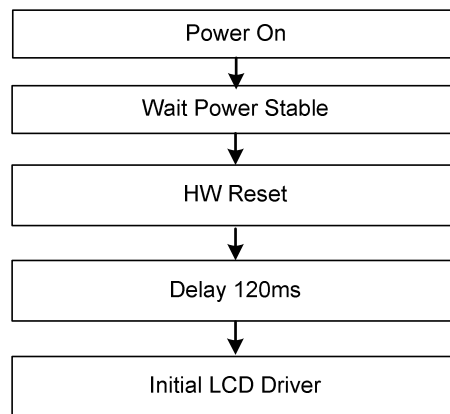 Power On
Wait Power Stable
HW Reset
Delay 120ms
Initial LCD Driver